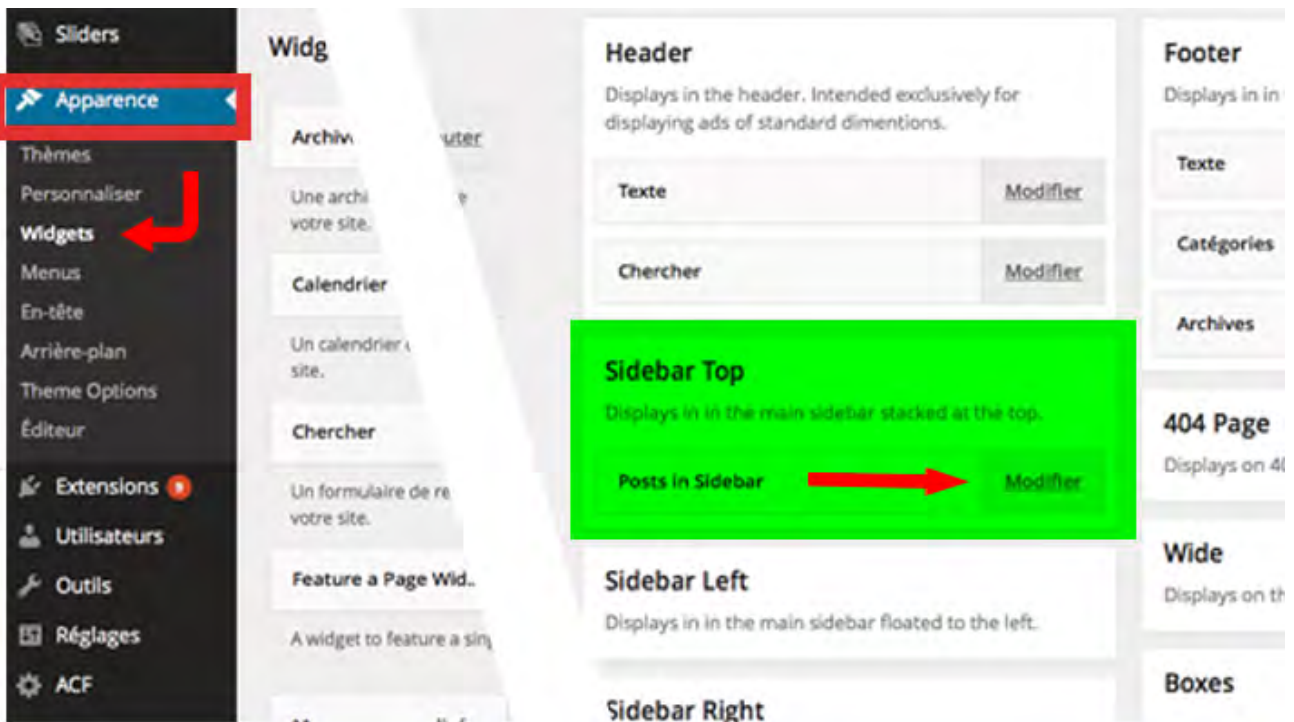 Sliders
Apparence
Thèmes
Personnaliser
Widgets
Menus
En-tête
Arrière-plan
Theme Options
Éditeur
Extensions
Utilisateurs
Outils
Réglages
ACF
Widg
Archiv
uter
Une archi
votre site.
Calendrier
Un calendrier
site.
Chercher
Un formulaire de re
votre site.
Feature a Page Wid..
A widget to feature a sing
Header
Displays in the header. Intended exclusively for
displaying ads of standard dimentions.
Texte Modifier
Chercher Modifier
Sidebar Top
Displays in in the main sidebar stacked at the top.
Posts in Sidebar Modifier
Sidebar Left
Displays in in the main sidebar floated to the left.
Sidebar Right
Footer
Displays in in
Texte
Catégories
Archives
404 Page
Displays on 40
Wide
Displays on th
Boxes